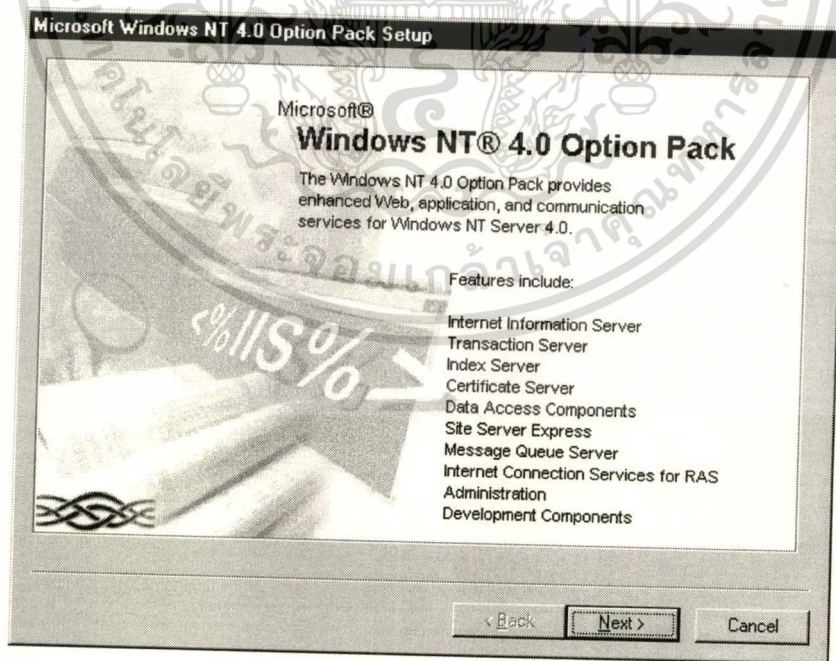 Microsoft Windows NT 4.0 Option Pack Setup
Microsoft®
Windows NT® 4.0 Option Pack
The Windows NT 4.0 Option Pack provides
enhanced Web, application, and communication
services for Windows NT Server 4.0.
Features include:
Internet Information Server
Transaction Server
Index Server
Certificate Server
Data Access Components
Site Server Express
Message Queue Server
Internet Connection Services for RAS
Administration
Development Components
<%IIS%>
< Back
Next >
Cancel